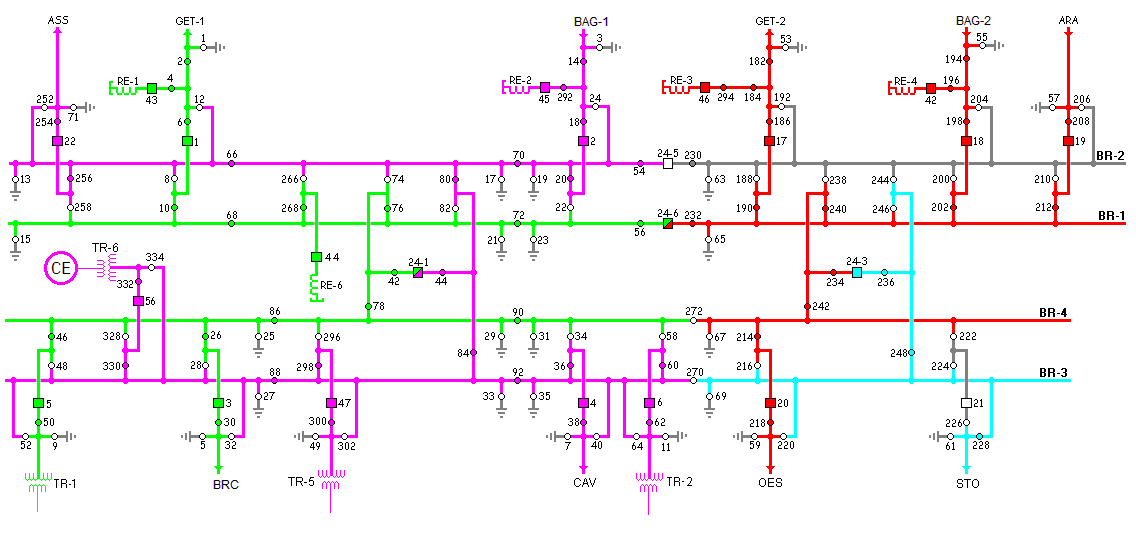 ASS GET-1 BAG-1 GET-2 BAG-2 ARA
1 3 53 55
2 14 182 194
RE-1 4 RE-2 RE-3 RE-4 196
43 45 292 46 294 184 42
252 12 24 192 204 57 206
71
254 6 18 186 198 208
22 1 2 17 18 19
66 70 24-5 230 BR-2
54
13 256 8 266 74 80 17 19 20 63 188 238 244 200 210
258 10 268 76 82 22 190 240 246 202 212
68 72 24-6 232 BR-1
56
15 21 23 65
TR-6 334 44
CE 24-1 24-3
332 42 44 234 236
56 RE-6
78 242
86 90 272 BR-4
46 328 26 25 296 29 31 34 58 67 214 222
84 248
48 330 28 298 36 60 216 224
88 92 270 BR-3
27 33 35 69
5 3 47 4 6 20 21
50 30 300 38 62 218 226
52 9 5 32 49 302 7 40 64 11 59 220 61 228
TR-1 BRC TR-5 CAV TR-2 OES STO